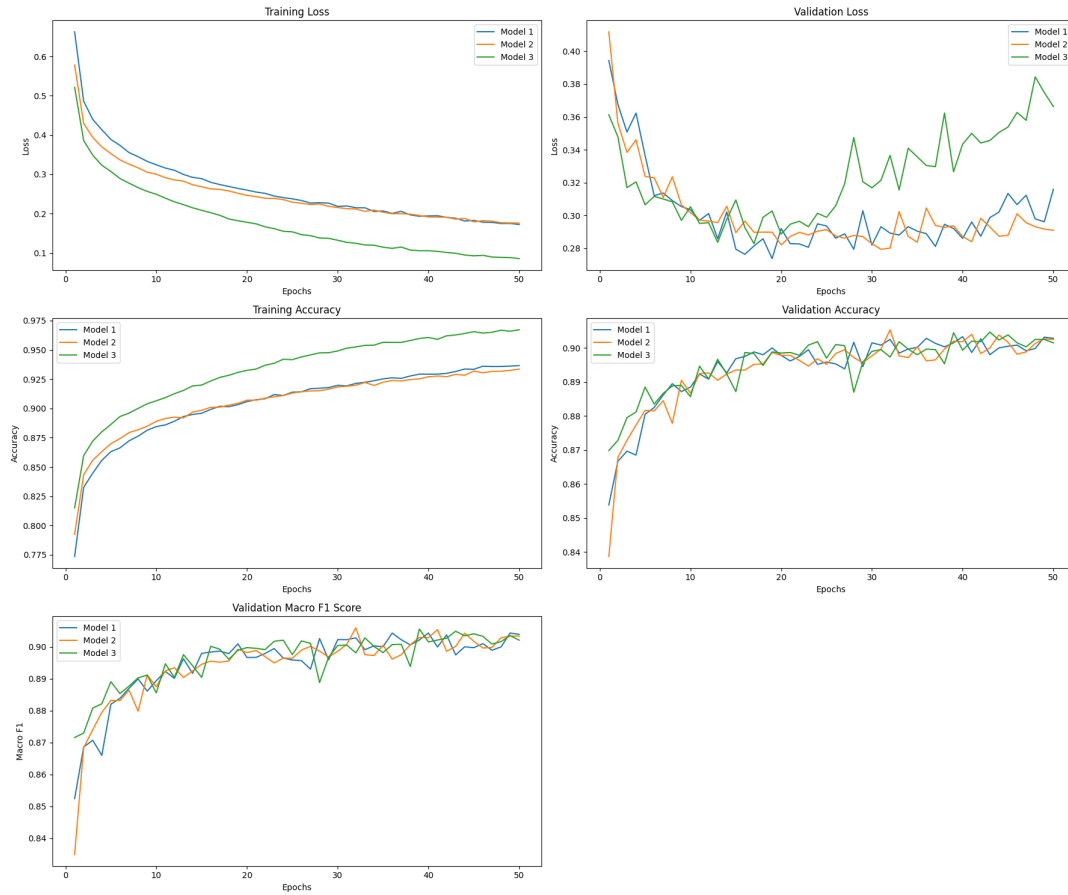 Training Loss
Model 1
Model 2
Model 3
0.6
0.5
0.4
0.3
0.2
0.1
Loss
0
10
20
30
40
50
Epochs
Validation Loss
Model 1
Model 2
Model 3
0.40
0.38
0.36
0.34
0.32
0.30
0.28
Loss
0
10
20
30
40
50
Epochs
Training Accuracy
Model 1
Model 2
Model 3
0.975
0.950
0.925
0.900
0.875
0.850
0.825
0.800
0.775
Accuracy
0
10
20
30
40
50
Epochs
Validation Accuracy
Model 1
Model 2
Model 3
0.90
0.89
0.88
0.87
0.86
0.85
0.84
Accuracy
0
10
20
30
40
50
Epochs
Validation Macro F1 Score
Model 1
Model 2
Model 3
0.90
0.89
0.88
0.87
0.86
0.85
0.84
Macro F1
0
10
20
30
40
50
Epochs